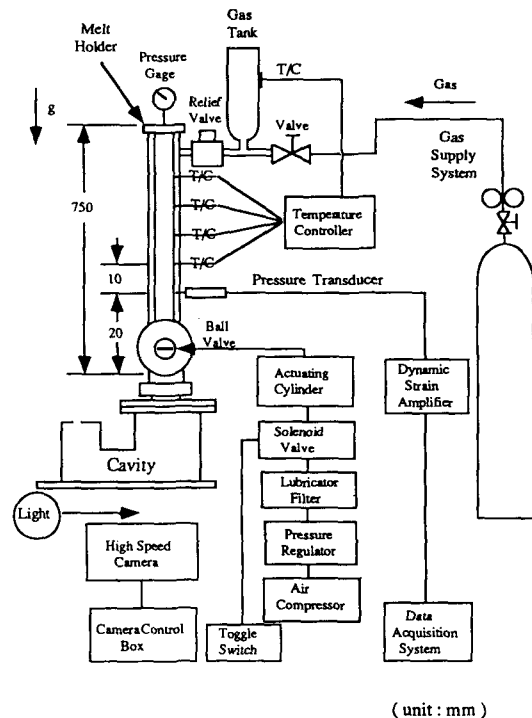 Gas
Tank
Melt
Holder
Pressure
Gage
T/C
Gas
g
Relief
Valve
Valve
Gas
Supply
System
T/C
750
T/C
Temperature
Controller
T/C
T/C
10
Pressure Transducer
20
Ball
Valve
Actuating
Cylinder
Dynamic
Strain
Amplifier
Solenoid
Valve
Cavity
Lubricator
Filter
Light
High Speed
Camera
Pressure
Regulator
Air
Compressor
Camera Control
Box
Toggle
Switch
Data
Acquisition
System
( unit : mm )